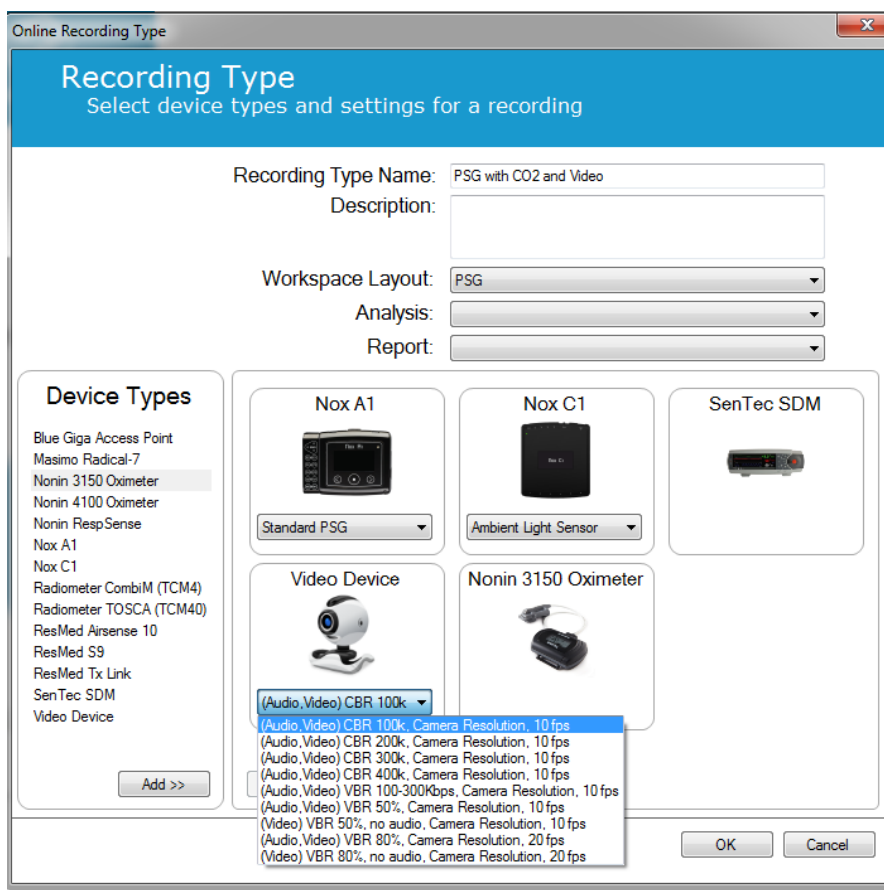 Online Recording Type
Recording Type
Select device types and settings for a recording
Recording Type Name: PSG with CO2 and Video
Description:
Workspace Layout: PSG
Analysis:
Report:
Device Types
Blue Giga Access Point
Masimo Radical-7
Nonin 3150 Oximeter
Nonin 4100 Oximeter
Nonin RespSense
Nox A1
Nox C1
Radiometer CombiM (TCM4)
Radiometer TOSCA (TCM40)
ResMed Airsense 10
ResMed S9
ResMed Tx Link
SenTec SDM
Video Device
Add >>
Nox A1
Standard PSG
Nox C1
Nox C1
Ambient Light Sensor
SenTec SDM
Video Device
(Audio,Video) CBR 100k
Nonin 3150 Oximeter
(Audio,Video) CBR 100k, Camera Resolution, 10 fps
(Audio,Video) CBR 200k, Camera Resolution, 10 fps
(Audio,Video) CBR 300k, Camera Resolution, 10 fps
(Audio,Video) CBR 400k, Camera Resolution, 10 fps
(Audio,Video) VBR 100-300Kbps, Camera Resolution, 10 fps
(Audio,Video) VBR 50%, Camera Resolution, 10 fps
(Video) VBR 50%, no audio, Camera Resolution, 10 fps
(Audio,Video) VBR 80%, Camera Resolution, 20 fps
(Video) VBR 80%, no audio, Camera Resolution, 20 fps
OK
Cancel